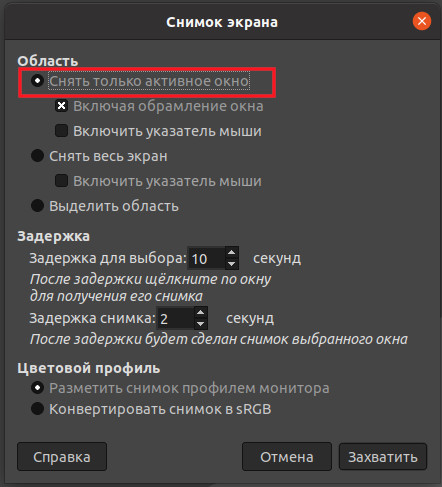 Снимок экрана
Область
Снять только активное окно
Включая обрамление окна
Включить указатель мыши
Снять весь экран
Включить указатель мыши
Выделить область
Задержка
Задержка для выбора: 10 секунд
После задержки щёлкните по окну
для получения его снимка
Задержка снимка: 2 секунд
После задержки будет сделан снимок выбранного окна
Цветовой профиль
Разметить снимок профилем монитора
Конвертировать снимок в sRGB
Справка Отмена Захватить